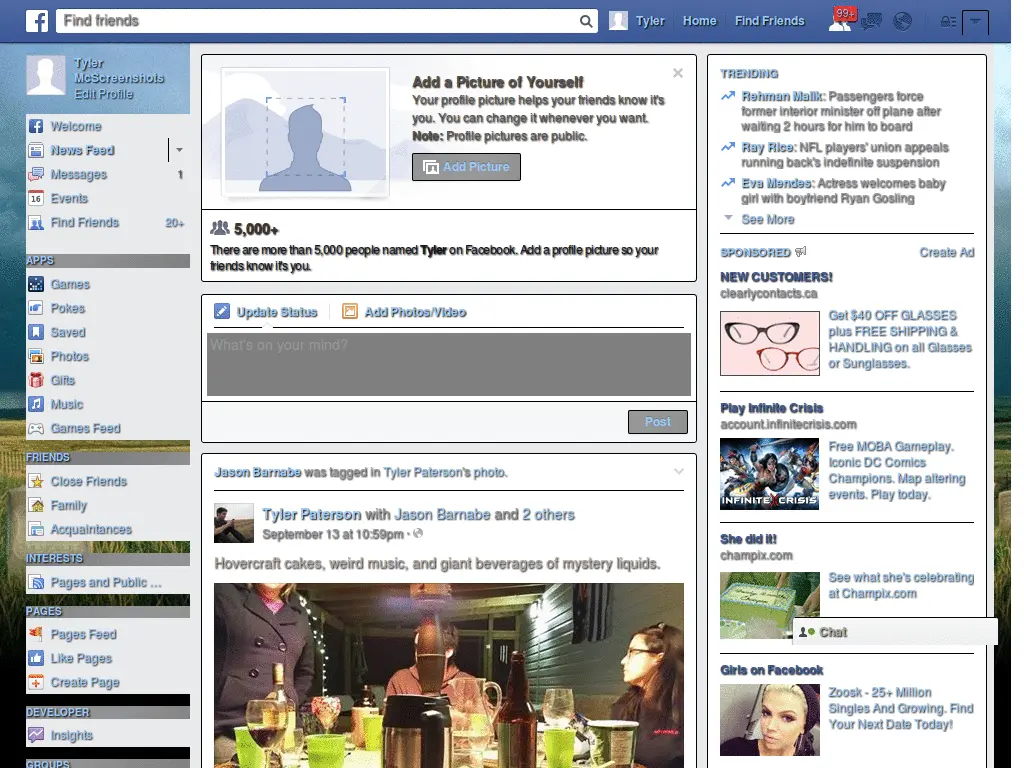 Find friends
Tyler
Home
Find Friends
99+
Tyler
McScreenshots
Edit Profile
Welcome
News Feed
Messages 1
16 Events
Find Friends 20+
APPS
Games
Pokes
Saved
Photos
Gifts
Music
Games Feed
FRIENDS
Close Friends
Family
Acquaintances
INTERESTS
Pages and Public ...
PAGES
Pages Feed
Like Pages
Create Page
DEVELOPER
Insights
GROUPS
Add a Picture of Yourself
Your profile picture helps your friends know it's
you. You can change it whenever you want.
Note: Profile pictures are public.
Add Picture
5,000+
There are more than 5,000 people named Tyler on Facebook. Add a profile picture so your
friends know it's you.
Update Status
Add Photos/Video
What's on your mind?
Post
Jason Barnabe was tagged in Tyler Paterson's photo.
Tyler Paterson with Jason Barnabe and 2 others
September 13 at 10:59pm ·
Hovercraft cakes, weird music, and giant beverages of mystery liquids.
TRENDING
Rehman Malik: Passengers force
former interior minister off plane after
waiting 2 hours for him to board
Ray Rice: NFL players' union appeals
running back's indefinite suspension
Eva Mendes: Actress welcomes baby
girl with boyfriend Ryan Gosling
See More
SPONSORED
Create Ad
NEW CUSTOMERS!
clearlycontacts.ca
Get $40 OFF GLASSES
plus FREE SHIPPING &
HANDLING on all Glasses
or Sunglasses.
Play Infinite Crisis
account.infinitecrisis.com
INFINITE CRISIS
Free MOBA Gameplay.
Iconic DC Comics
Champions. Map altering
events. Play today.
She did it!
champix.com
See what she's celebrating
at Champix.com
Chat
Girls on Facebook
Zoosk - 25+ Million
Singles And Growing. Find
Your Next Date Today!